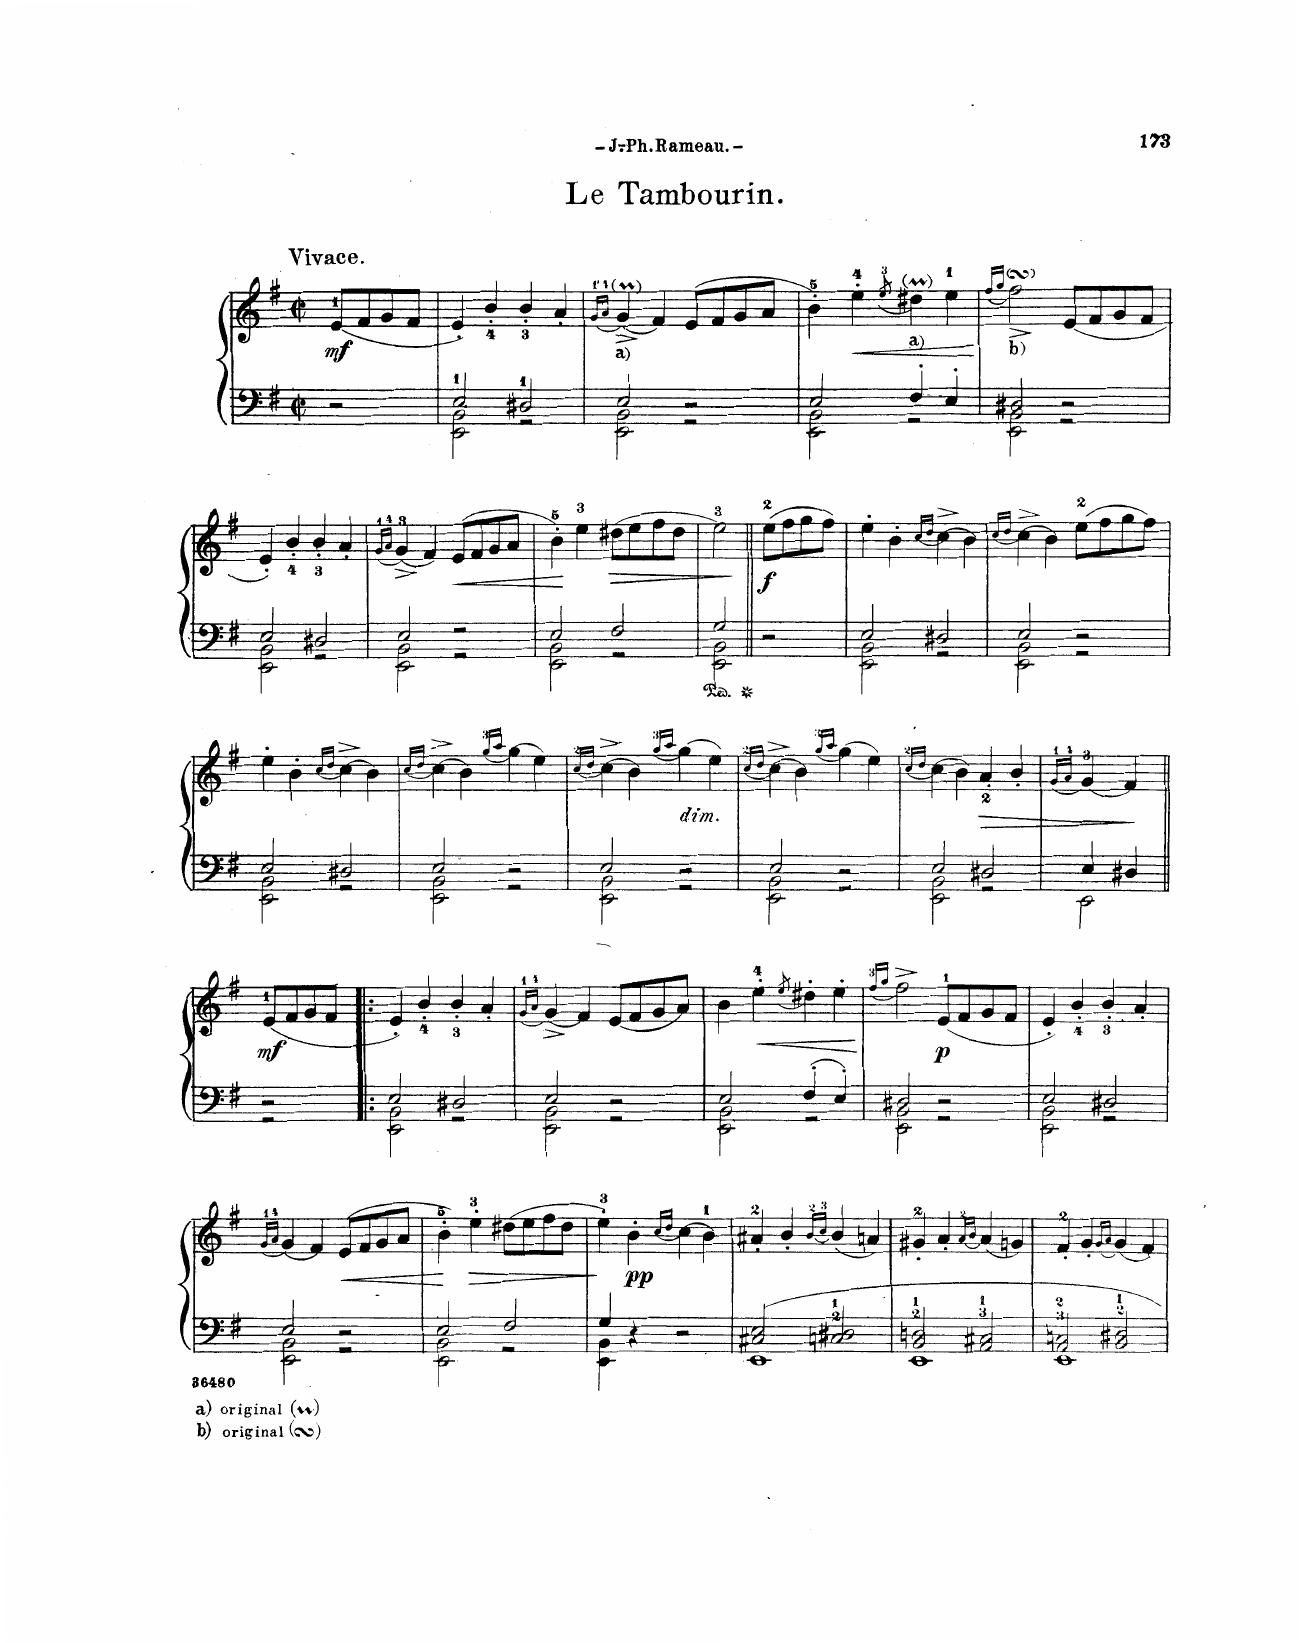 - J.-Ph. Rameau. -
173
Le Tambourin.
Vivace.
mf
a)
a)
b)
f
Ped. *
dim.
mf
p
pp
36480
a) original ( )
b) original ( )